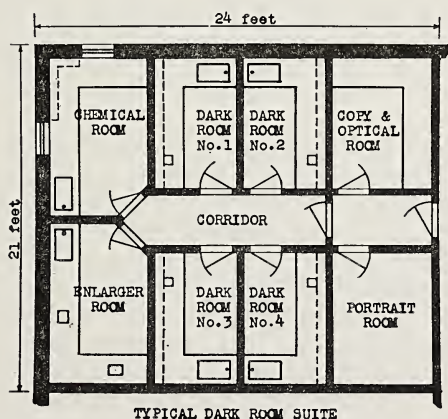 24 feet
21 feet
CHEMICAL
ROOM
DARK
ROOM
No.1
DARK
ROOM
No.2
COPY &
OPTICAL
ROOM
CORRIDOR
ENLARGER
ROOM
DARK
ROOM
No.3
DARK
ROOM
No.4
PORTRAIT
ROOM
TYPICAL DARK ROOM SUITE